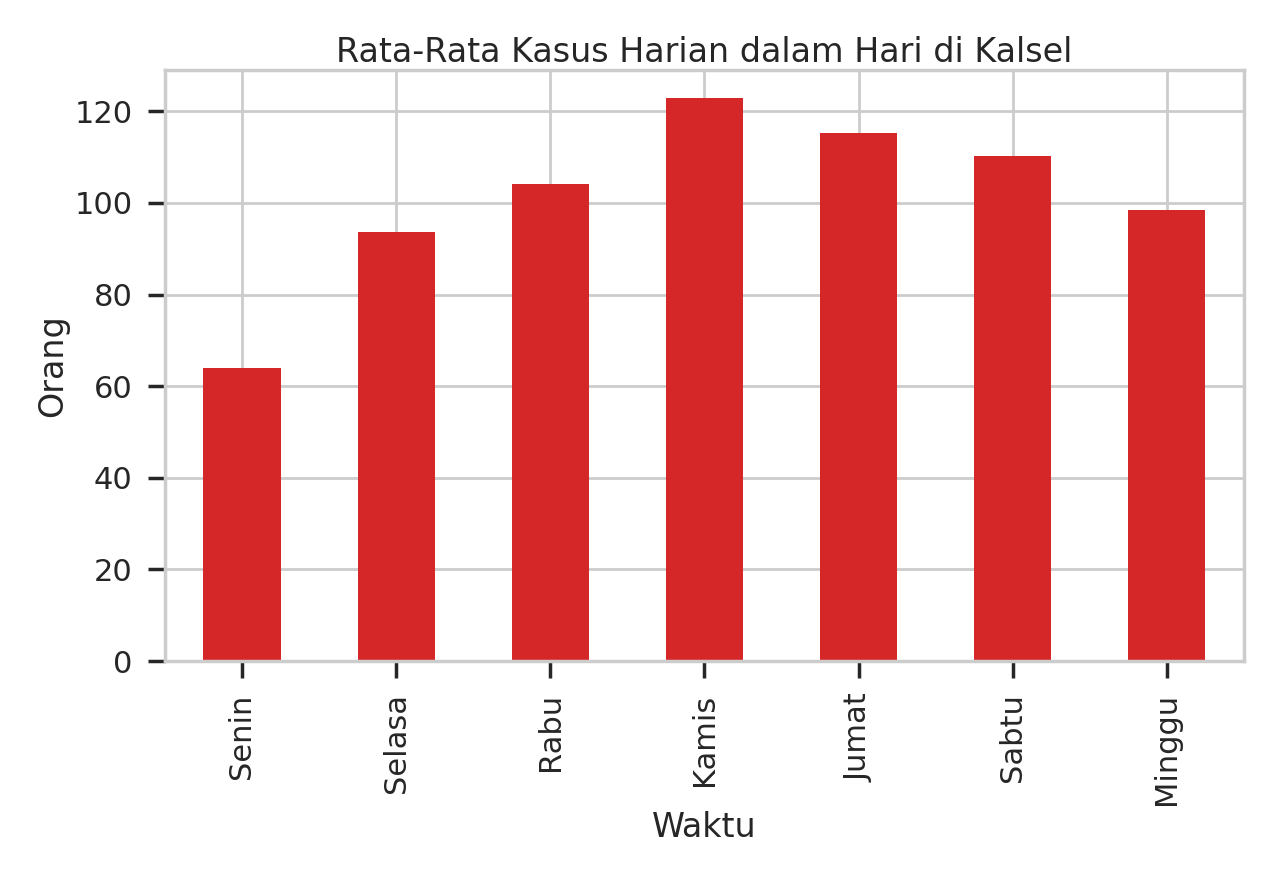 Rata-Rata Kasus Harian dalam Hari di Kalsel
Orang
120
100
80
60
40
20
0
Senin
Selasa
Rabu
Kamis
Jumat
Sabtu
Minggu
Waktu